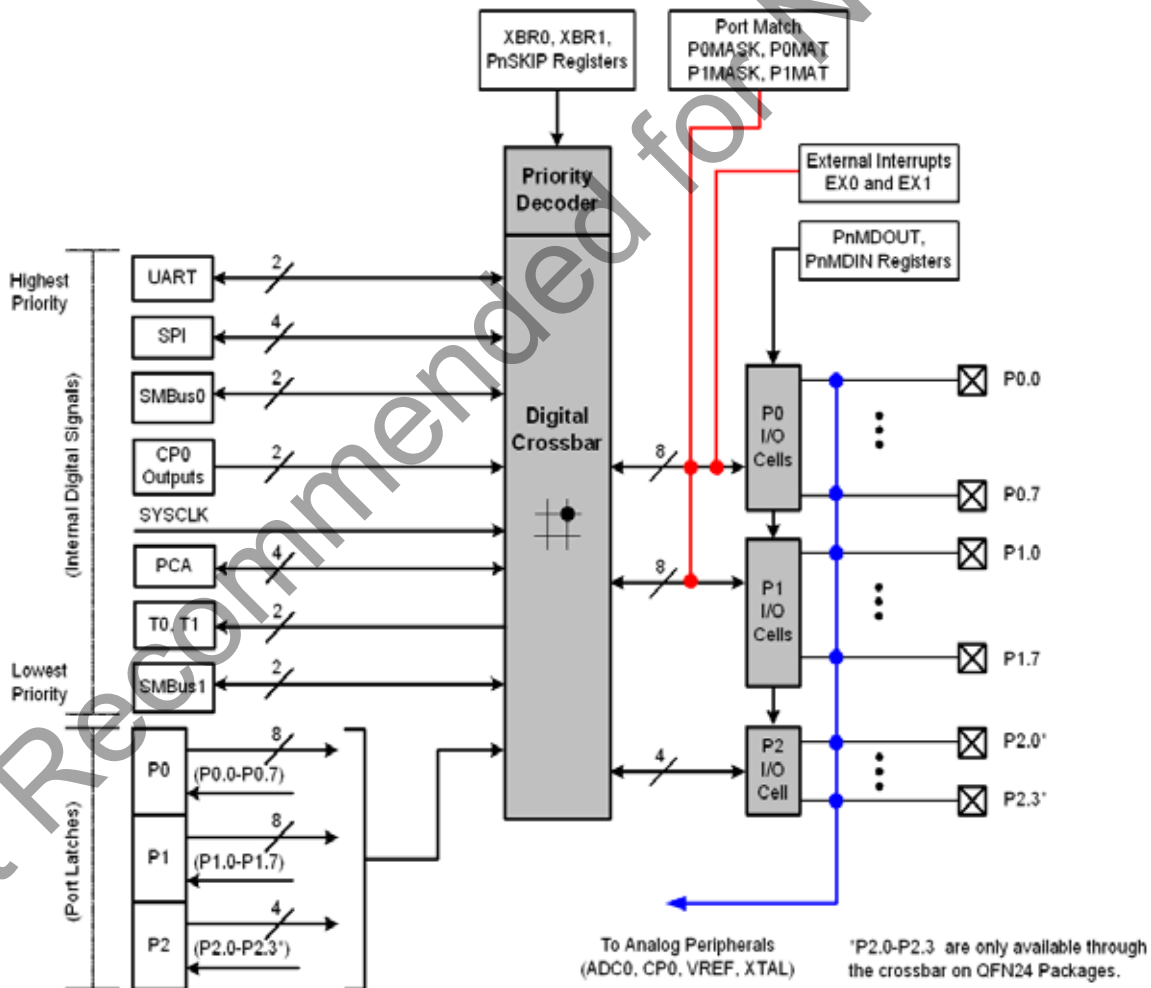 XBR0, XBR1,
PnSKIP Registers
Port Match
P0MASK, P0MAT
P1MASK, P1MAT
External Interrupts
EX0 and EX1
Priority
Decoder
PnMDOUT,
PnMDIN Registers
Highest
Priority
(Internal Digital Signals)
UART
2
SPI
4
SMBus0
2
CP0
Outputs
2
SYSCLK
PCA
4
T0, T1
2
Lowest
Priority
SMBus1
2
Digital
Crossbar
8
8
4
P0
I/O
Cells
P1
I/O
Cells
P2
I/O
Cell
P0.0
P0.7
P1.0
P1.7
P2.0*
P2.3*
(Port Latches)
P0
8
(P0.0-P0.7)
P1
8
(P1.0-P1.7)
P2
4
(P2.0-P2.3*)
To Analog Peripherals
(ADC0, CP0, VREF, XTAL)
*P2.0-P2.3 are only available through
the crossbar on QFN24 Packages.
Recommended for